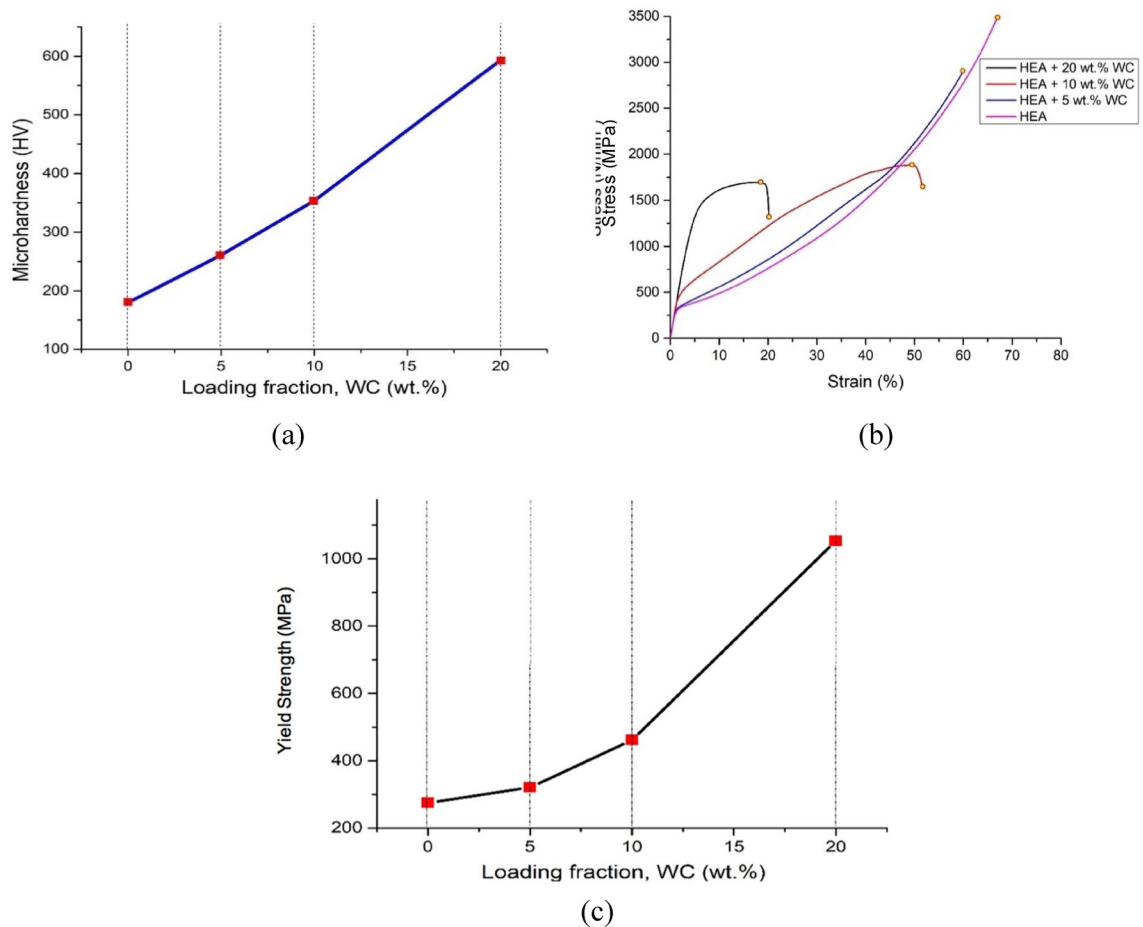 Microhardness (HV)
600
500
400
300
200
100
0 5 10 15 20
Loading fraction, WC (wt.%)
(a)
Stress (MPa)
3500
3000
2500
2000
1500
1000
500
0
0 10 20 30 40 50 60 70 80
Strain (%)
HEA + 20 wt.% WC
HEA + 10 wt.% WC
HEA + 5 wt.% WC
HEA
(b)
Yield Strength (MPa)
1000
800
600
400
200
0 5 10 15 20
Loading fraction, WC (wt.%)
(c)